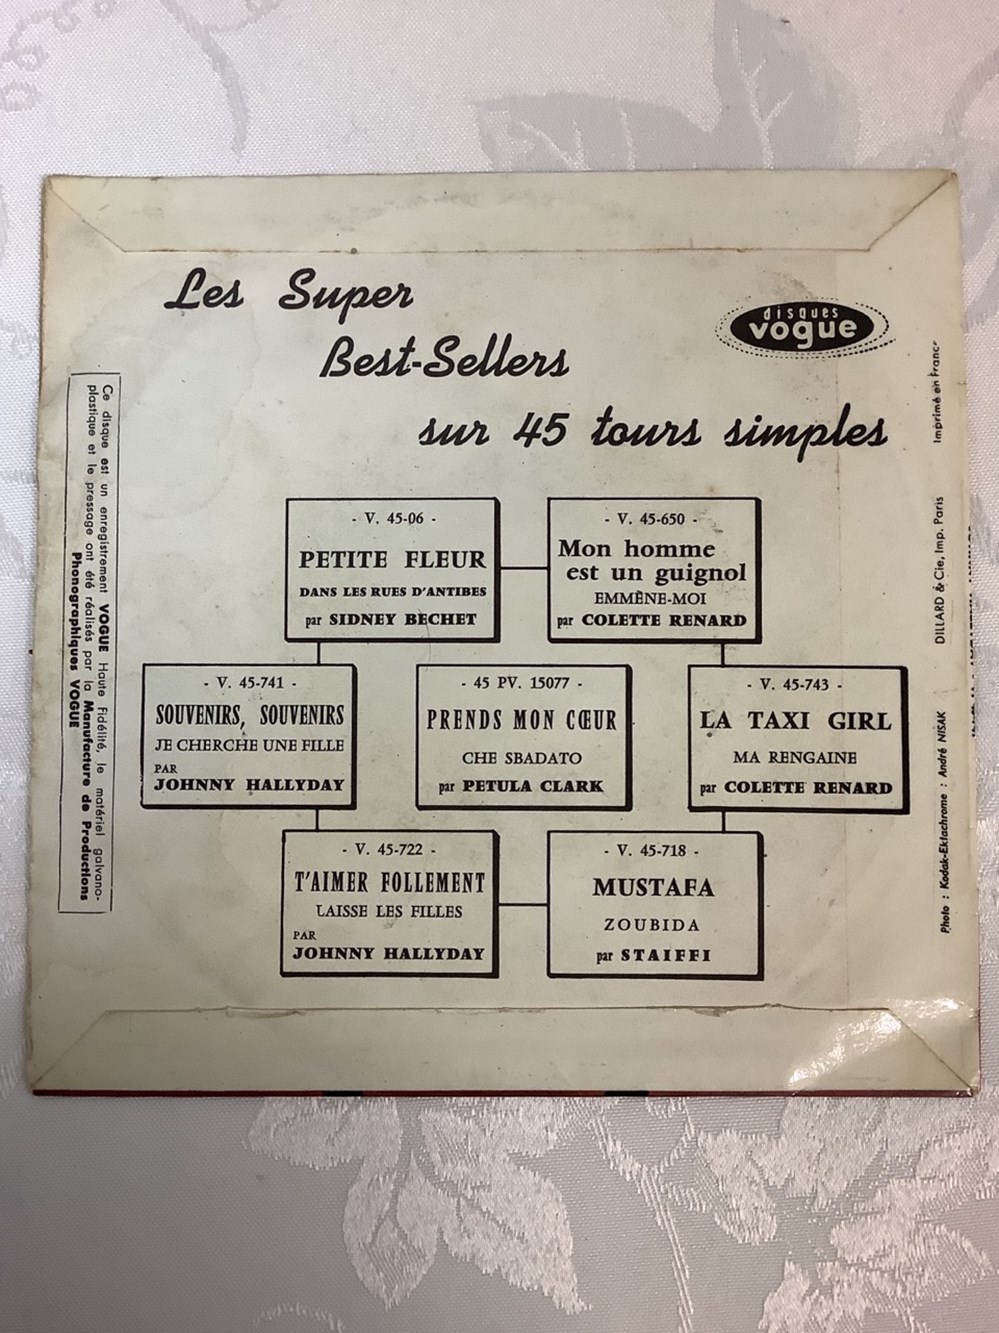 Les Super
Best-Sellers
sur 45 tours simples
disques
vogue
- V. 45-06 -
PETITE FLEUR
DANS LES RUES D'ANTIBES
par SIDNEY BECHET
- V. 45-650 -
Mon homme
est un guignol
EMMÈNE-MOI
par COLETTE RENARD
- V. 45-741 -
SOUVENIRS, SOUVENIRS
JE CHERCHE UNE FILLE
PAR
JOHNNY HALLYDAY
- 45 PV. 15077 -
PRENDS MON CŒUR
CHE SBADATO
par PETULA CLARK
- V. 45-743 -
LA TAXI GIRL
MA RENGAINE
par COLETTE RENARD
- V. 45-722 -
T'AIMER FOLLEMENT
LAISSE LES FILLES
PAR
JOHNNY HALLYDAY
- V. 45-718 -
MUSTAFA
ZOUBIDA
par STAIFFI
Ce disque est un enregistrement VOGUE Haute Fidélité, le matériel galvano-
plastique et le pressage ont été réalisés par la Manufacture de Productions
Phonographiques VOGUE
Photo : Kodak-Ektachrome : André NISAK
DILLARD & Cie, Imp. Paris
Imprimé en Franc